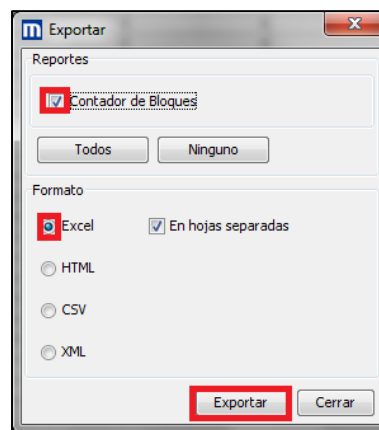 m Exportar
Reportes
Contador de Bloques
Todos Ninguno
Formato
Excel En hojas separadas
HTML
CSV
XML
Exportar Cerrar